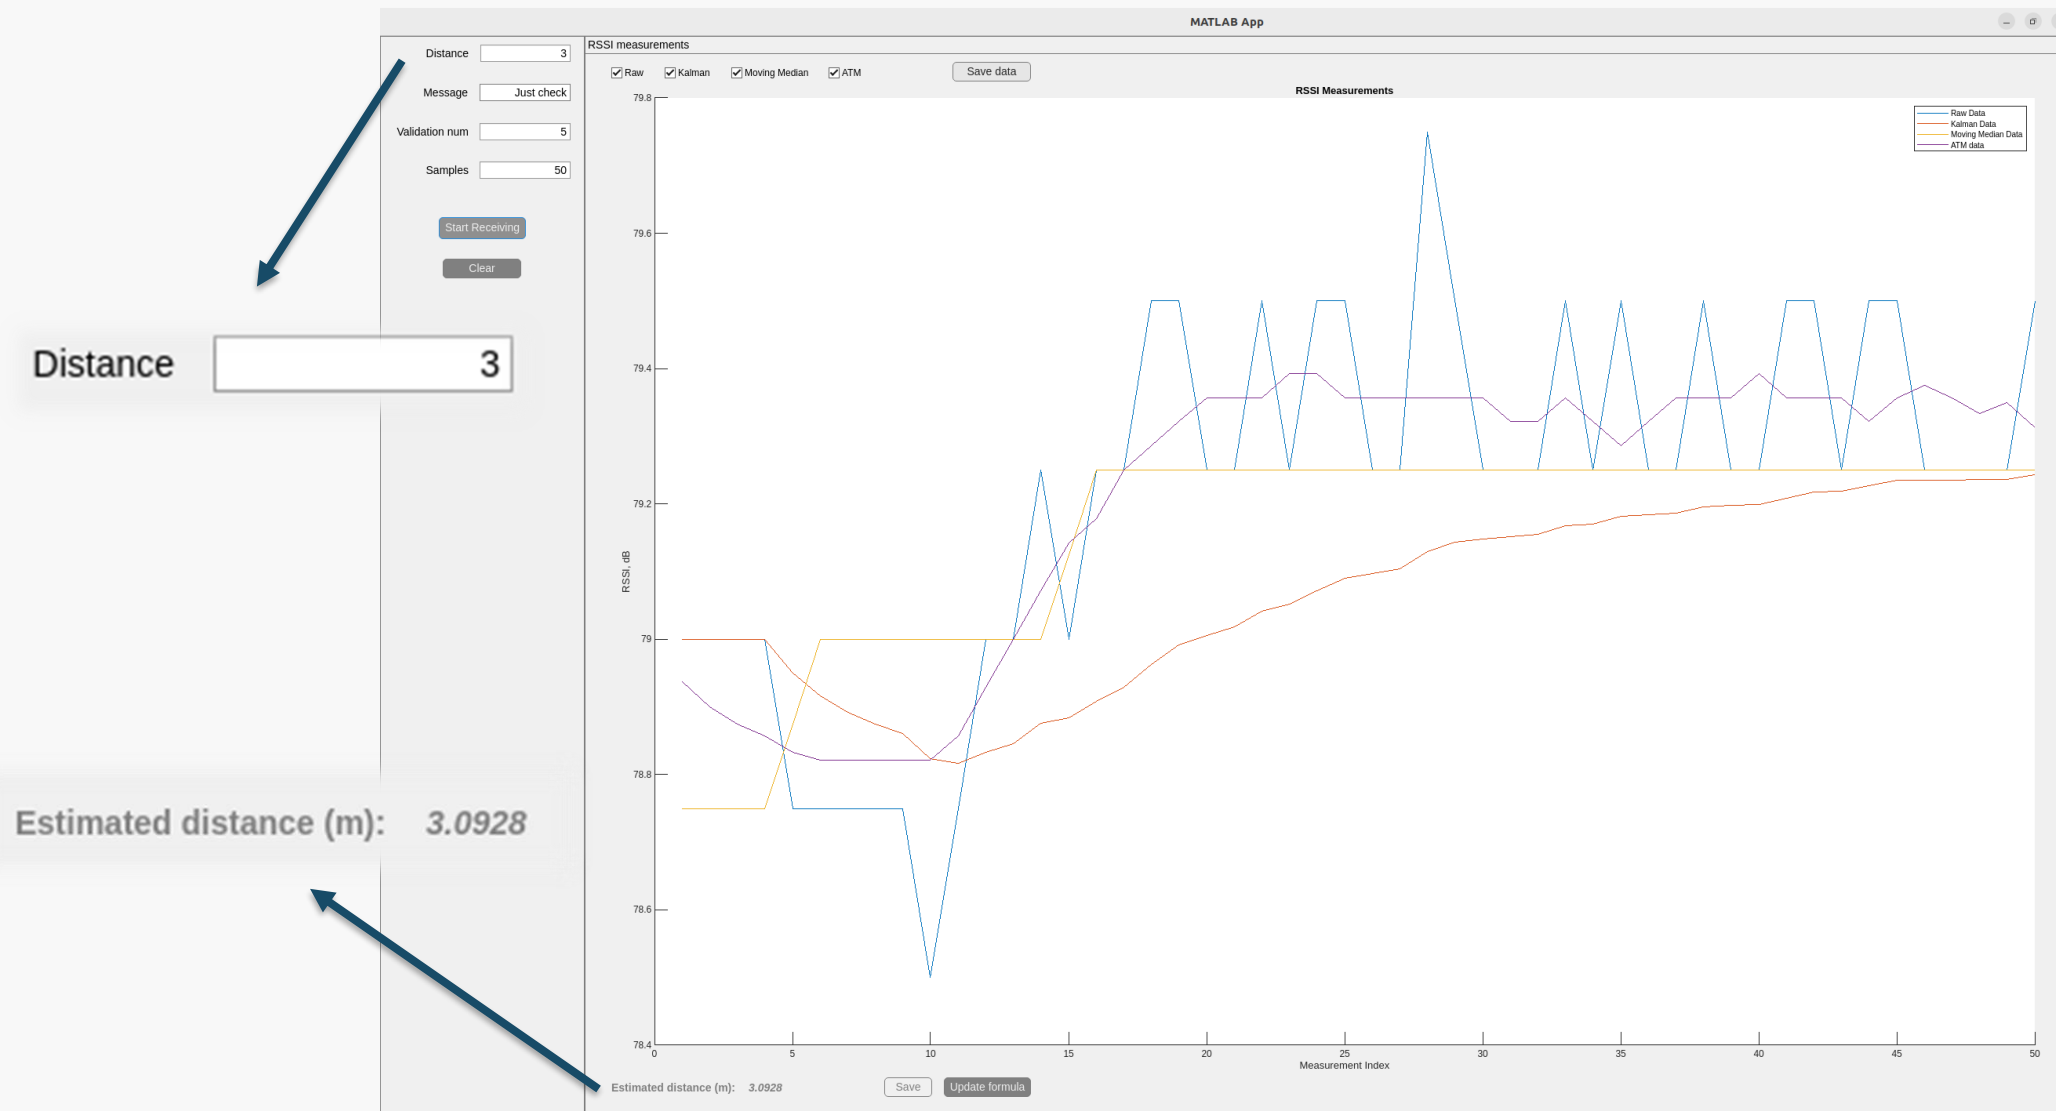 MATLAB App
Distance 3
Message Just check
Validation num 5
Samples 50
Start Receiving
Clear
Distance 3
Estimated distance (m): 3.0928
RSSI measurements
Raw Kalman Moving Median ATM Save data
RSSI Measurements
Raw Data
Kalman Data
Moving Median Data
ATM data
79.8
79.6
79.4
79.2
79
78.8
78.6
78.4
RSSI, dB
0 5 10 15 20 25 30 35 40 45 50
Measurement Index
Estimated distance (m): 3.0928 Save Update formula